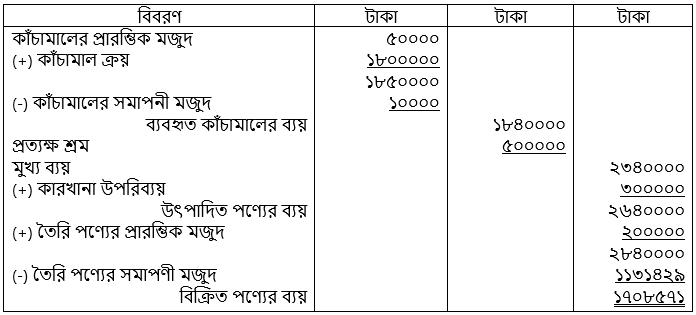 বিবরণ টাকা টাকা টাকা
কাঁচামালের প্রারম্ভিক মজুদ ৫০০০০
(+) কাঁচামাল ক্রয় ১৮০০০০০
১৮৫০০০০
(-) কাঁচামালের সমাপনী মজুদ ১০০০০
ব্যবহৃত কাঁচামালের ব্যয় ১৮৪০০০০
প্রত্যক্ষ শ্রম ৫০০০০০
মুখ্য ব্যয় ২৩৪০০০০
(+) কারখানা উপরিব্যয় ৩০০০০০
উৎপাদিত পণ্যের ব্যয় ২৬৪০০০০
(+) তৈরি পণ্যের প্রারম্ভিক মজুদ ২০০০০০
২৮৪০০০০
(-) তৈরি পণ্যের সমাপণী মজুদ ১১৩১৪২৯
বিক্রিত পণ্যের ব্যয় ১৭০৮৫৭১